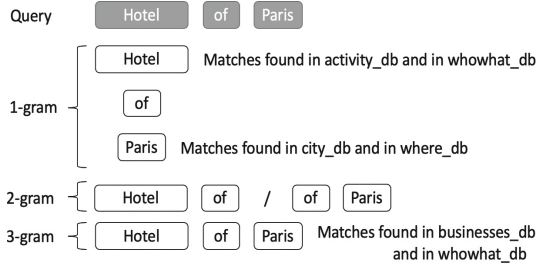 Query Hotel of Paris
Hotel Matches found in activity_db and in whowhat_db
1-gram of
Paris Matches found in city_db and in where_db
2-gram Hotel of / of Paris
3-gram Hotel of Paris Matches found in businesses_db
and in whowhat_db